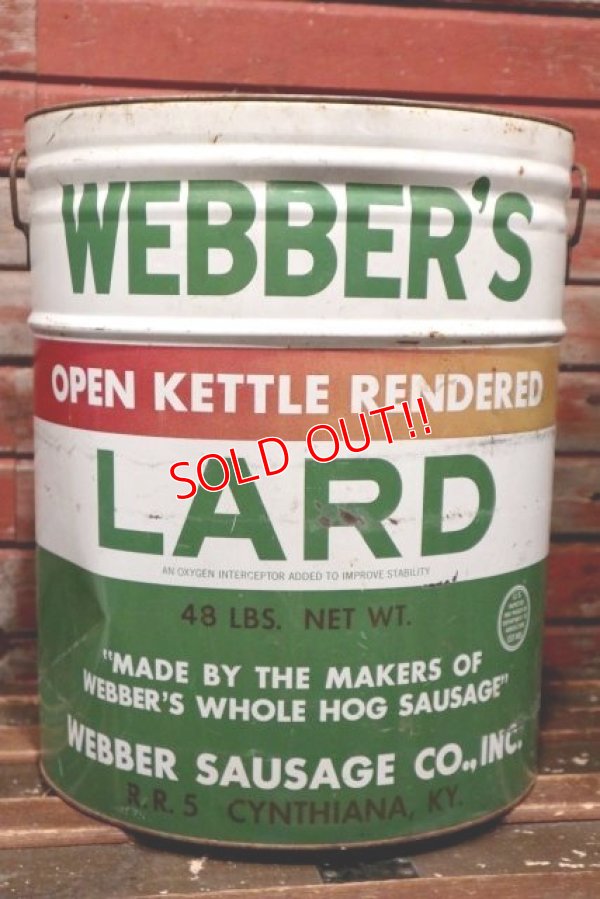 WEBBER'S
OPEN KETTLE RENDERED
SOLD OUT!!
LARD
AN OXYGEN INTERCEPTOR ADDED TO IMPROVE STABILITY
48 LBS. NET WT.
"MADE BY THE MAKERS OF
WEBBER'S WHOLE HOG SAUSAGE"
WEBBER SAUSAGE CO., INC.
R.R. 5 CYNTHIANA, KY.